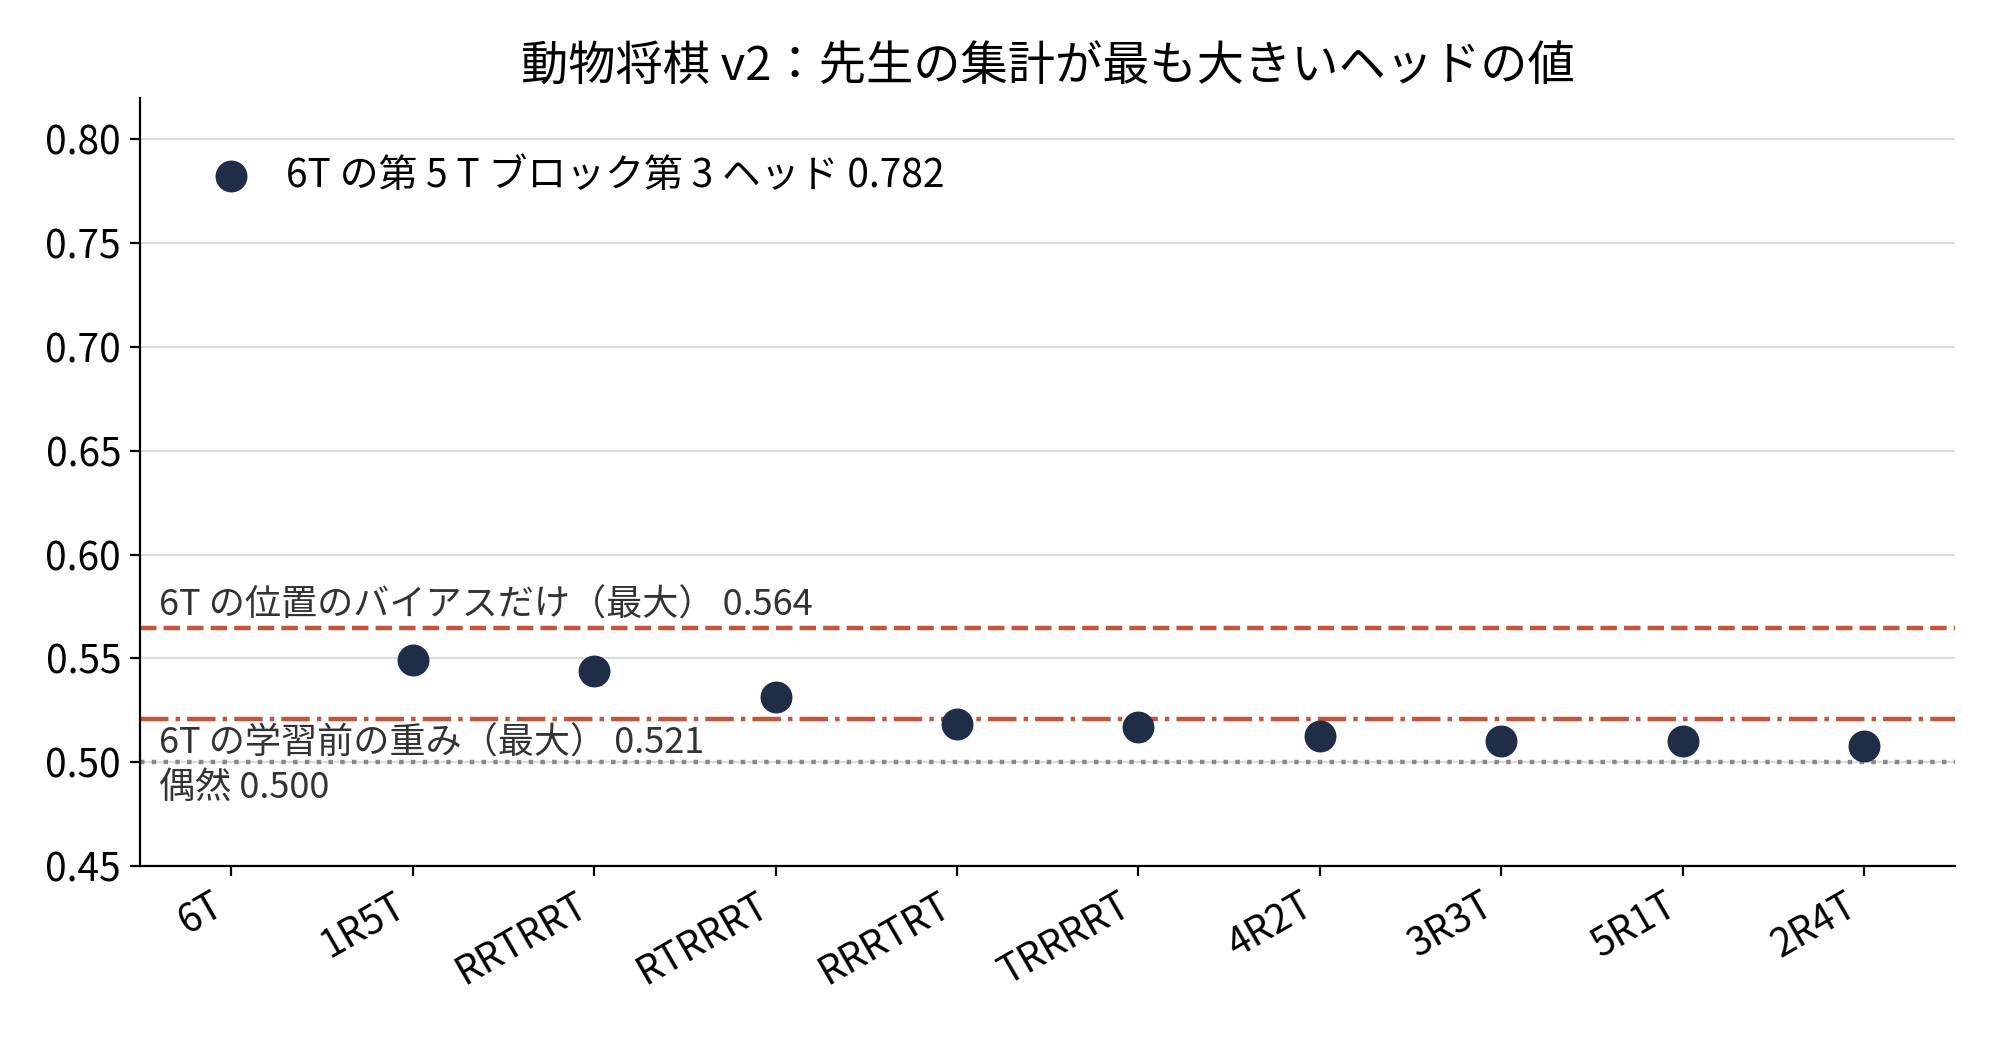 動物将棋 v2：先生の集計が最も大きいヘッドの値
0.80
6T の第 5 T ブロック第 3 ヘッド 0.782
0.75
0.70
0.65
0.60
6T の位置のバイアスだけ（最大） 0.564
0.55
6T の学習前の重み（最大） 0.521
0.50
偶然 0.500
0.45
6T
1R5T
RRTRRT
RTRRRT
RRRTRT
TRRRRT
4R2T
3R3T
5R1T
2R4T